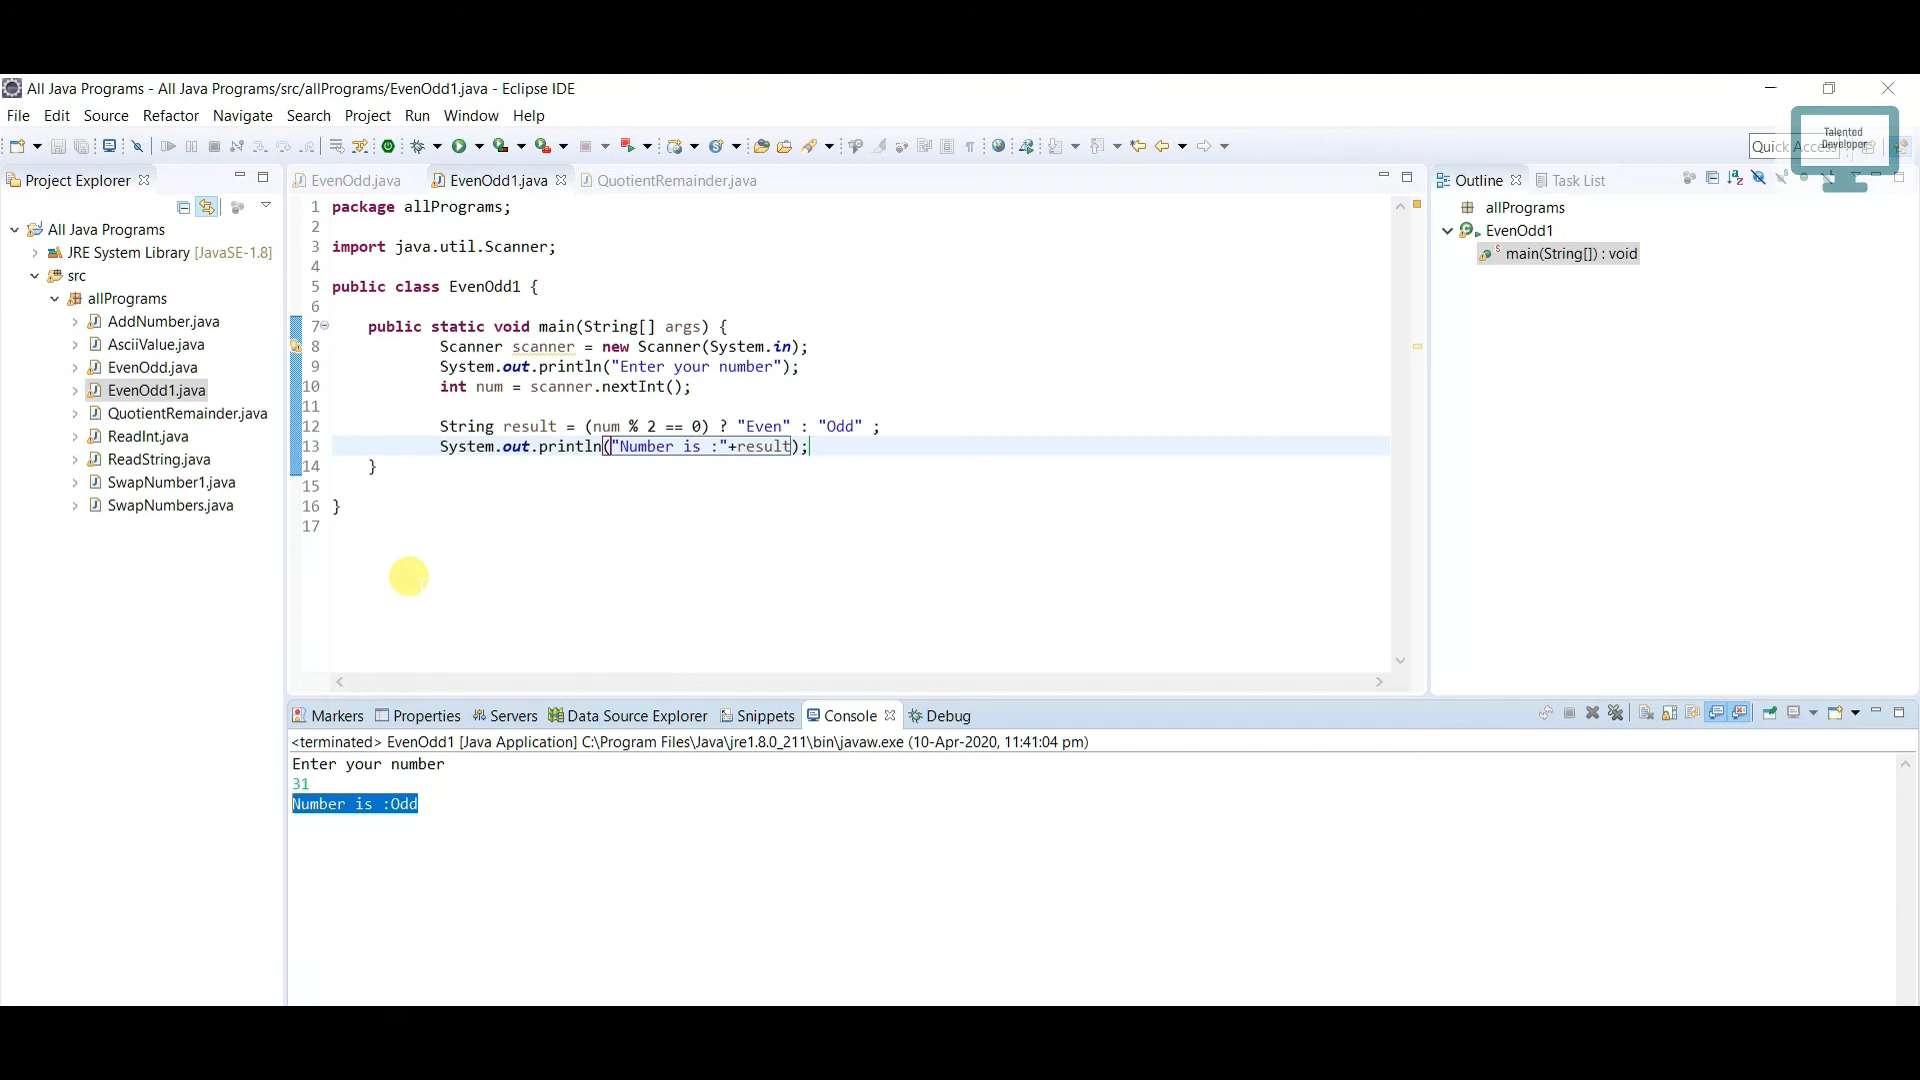 All Java Programs - All Java Programs/src/allPrograms/EvenOdd1.java - Eclipse IDE
File Edit Source Refactor Navigate Search Project Run Window Help
Quick Access
Talented
Developer
Project Explorer
EvenOdd.java EvenOdd1.java QuotientRemainder.java
Outline Task List
All Java Programs
JRE System Library [JavaSE-1.8]
src
allPrograms
AddNumber.java
AsciiValue.java
EvenOdd.java
EvenOdd1.java
QuotientRemainder.java
ReadInt.java
ReadString.java
SwapNumber1.java
SwapNumbers.java
1 package allPrograms;
2
3 import java.util.Scanner;
4
5 public class EvenOdd1 {
6
7 public static void main(String[] args) {
8 Scanner scanner = new Scanner(System.in);
9 System.out.println("Enter your number");
10 int num = scanner.nextInt();
11
12 String result = (num % 2 == 0) ? "Even" : "Odd" ;
13 System.out.println("Number is :"+result);
14 }
15
16 }
17
allPrograms
EvenOdd1
main(String[]) : void
Markers Properties Servers Data Source Explorer Snippets Console Debug
<terminated> EvenOdd1 [Java Application] C:\Program Files\Java\jre1.8.0_211\bin\javaw.exe (10-Apr-2020, 11:41:04 pm)
Enter your number
31
Number is :Odd